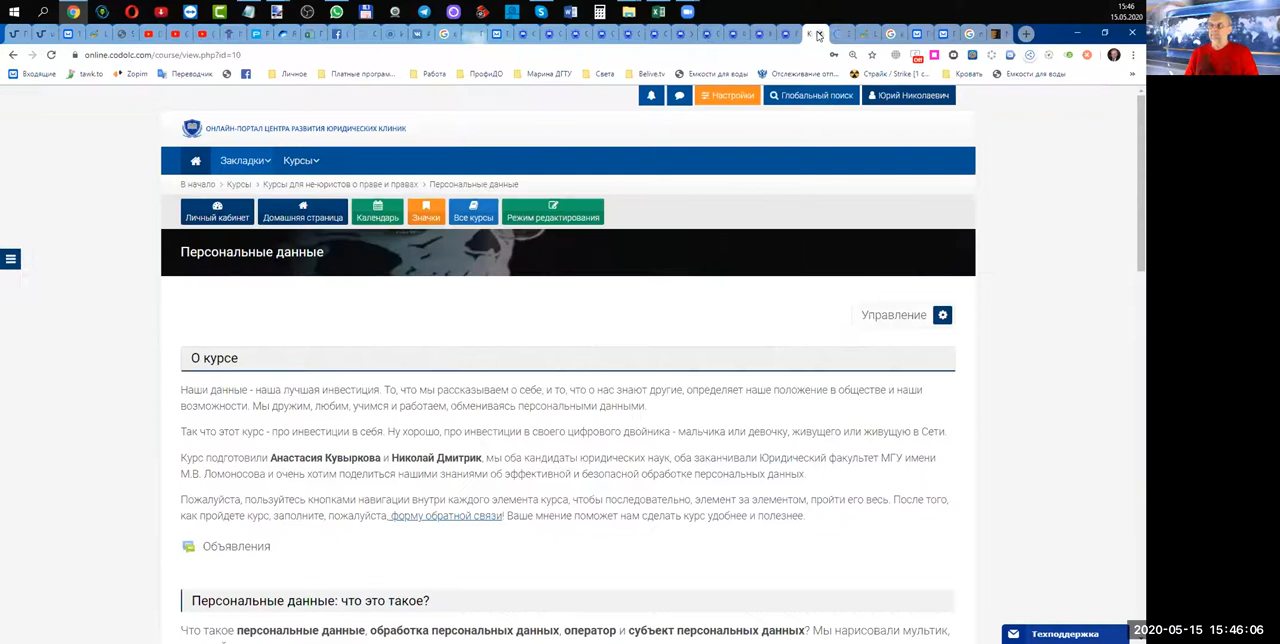 15:46
15.05.2020
online.codolc.com/course/view.php?id=10
Входящие tawk.to Zopim Переводчик Личное Платные програм... Работа ПрофиДО Марина ДГТУ Света Belive.tv Емкости для воды Отслеживание отп... Страйк / Strike [1 с... Кровать Емкости для воды
Настройки Глобальный поиск Юрий Николаевич
ОНЛАЙН-ПОРТАЛ ЦЕНТРА РАЗВИТИЯ ЮРИДИЧЕСКИХ КЛИНИК
Закладки Курсы
В начало > Курсы > Курсы для не-юристов о праве и правах > Персональные данные
Личный кабинет Домашняя страница Календарь Значки Все курсы Режим редактирования
Персональные данные
Управление
О курсе
Наши данные - наша лучшая инвестиция. То, что мы рассказываем о себе, и то, что о нас знают другие, определяет наше положение в обществе и наши
возможности. Мы дружим, любим, учимся и работаем, обмениваясь персональными данными.
Так что этот курс - про инвестиции в себя. Ну хорошо, про инвестиции в своего цифрового двойника - мальчика или девочку, живущего или живущую в Сети.
Курс подготовили Анастасия Кувыркова и Николай Дмитрик, мы оба кандидаты юридических наук, оба заканчивали Юридический факультет МГУ имени
М.В. Ломоносова и очень хотим поделиться нашими знаниями об эффективной и безопасной обработке персональных данных.
Пожалуйста, пользуйтесь кнопками навигации внутри каждого элемента курса, чтобы последовательно, элемент за элементом, пройти его весь. После того,
как пройдете курс, заполните, пожалуйста, форму обратной связи! Ваше мнение поможет нам сделать курс удобнее и полезнее.
Объявления
Персональные данные: что это такое?
Что такое персональные данные, обработка персональных данных, оператор и субъект персональных данных? Мы нарисовали мультик,
Техподдержка
2020-05-15 15:46:06